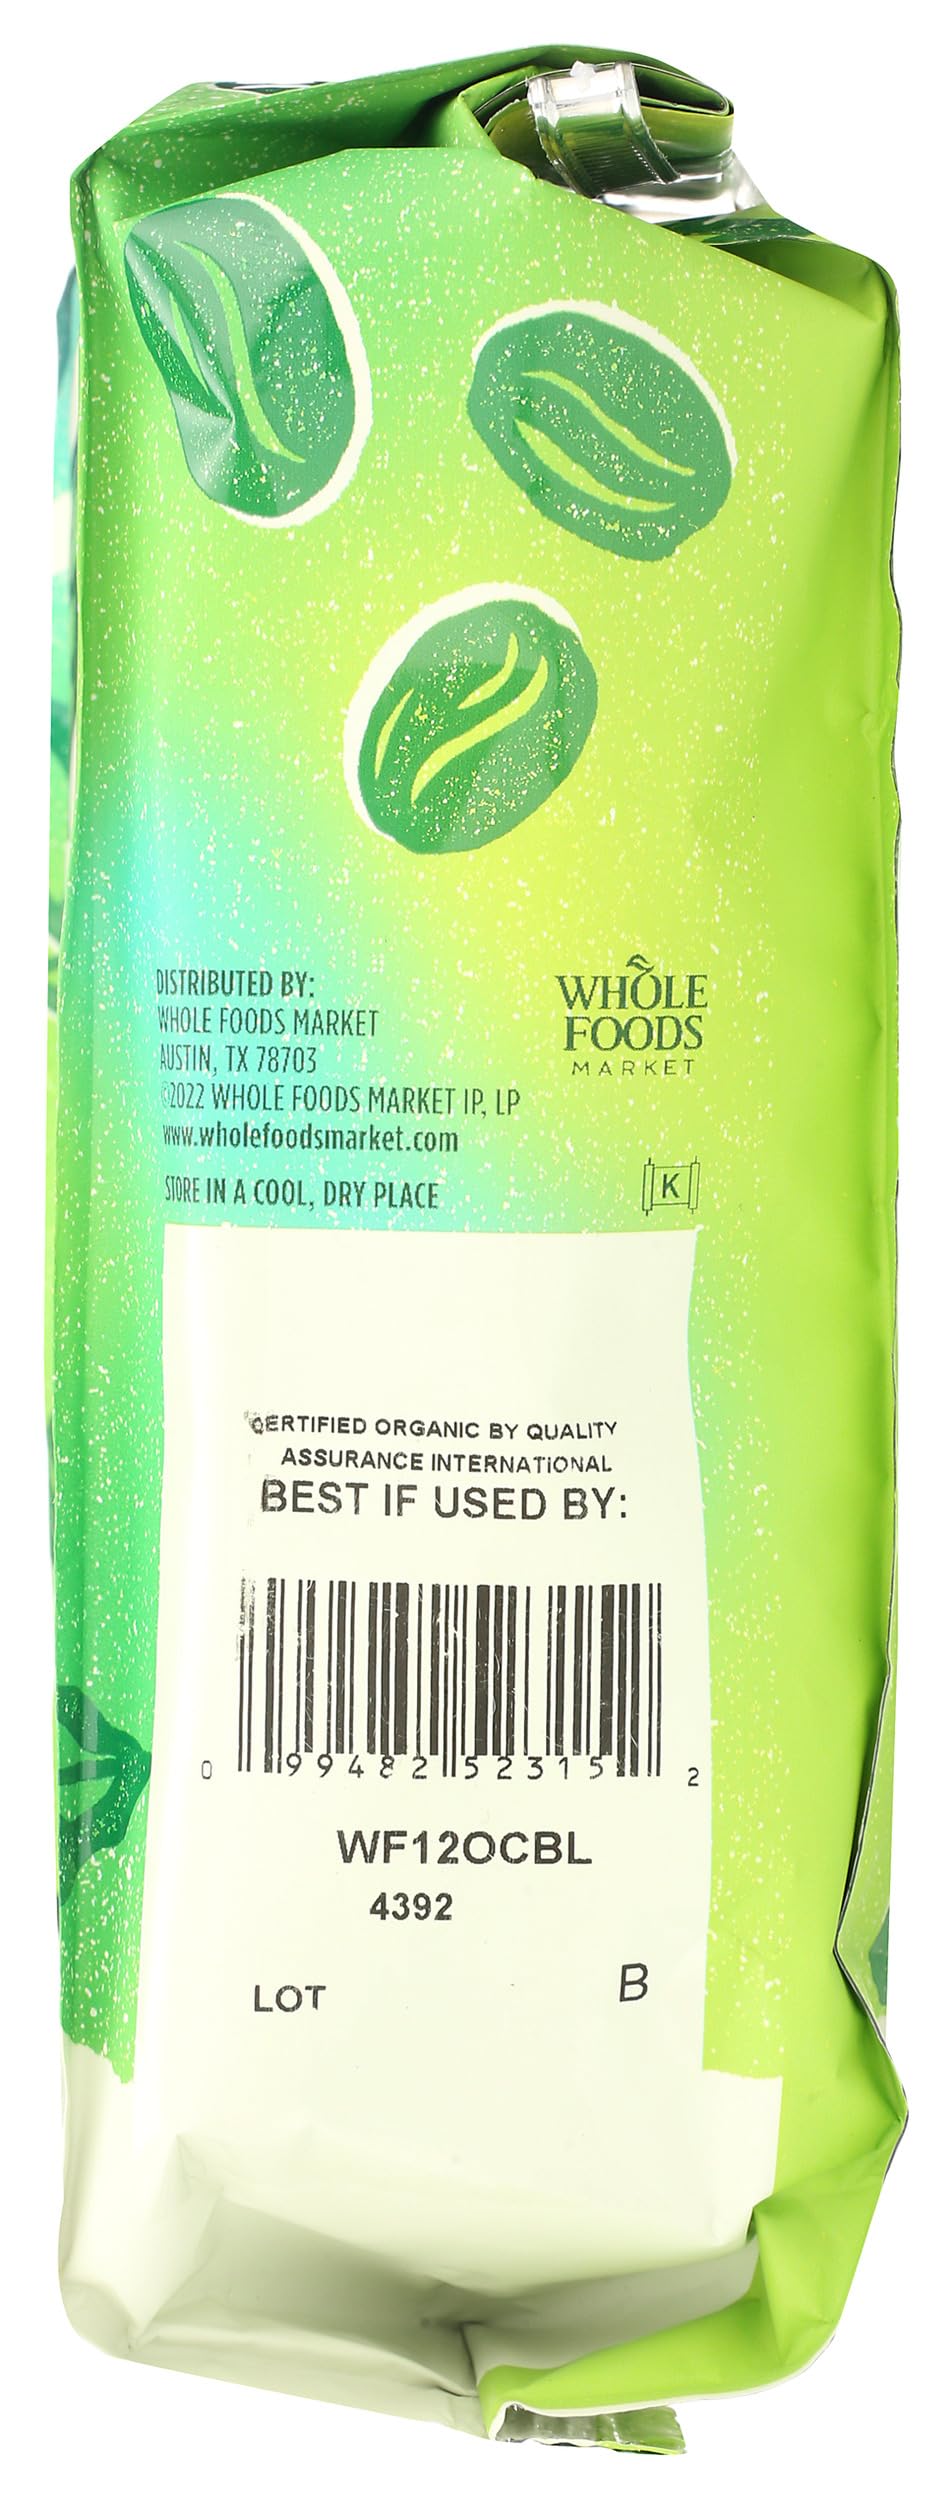 DISTRIBUTED BY:
WHOLE FOODS MARKET
AUSTIN, TX 78703
©2022 WHOLE FOODS MARKET IP, LP
www.wholefoodsmarket.com
STORE IN A COOL, DRY PLACE
WHOLE
FOODS
MARKET
K
CERTIFIED ORGANIC BY QUALITY
ASSURANCE INTERNATIONAL
BEST IF USED BY:
0 99482 52315 2
WF12OCBL
4392
LOT B